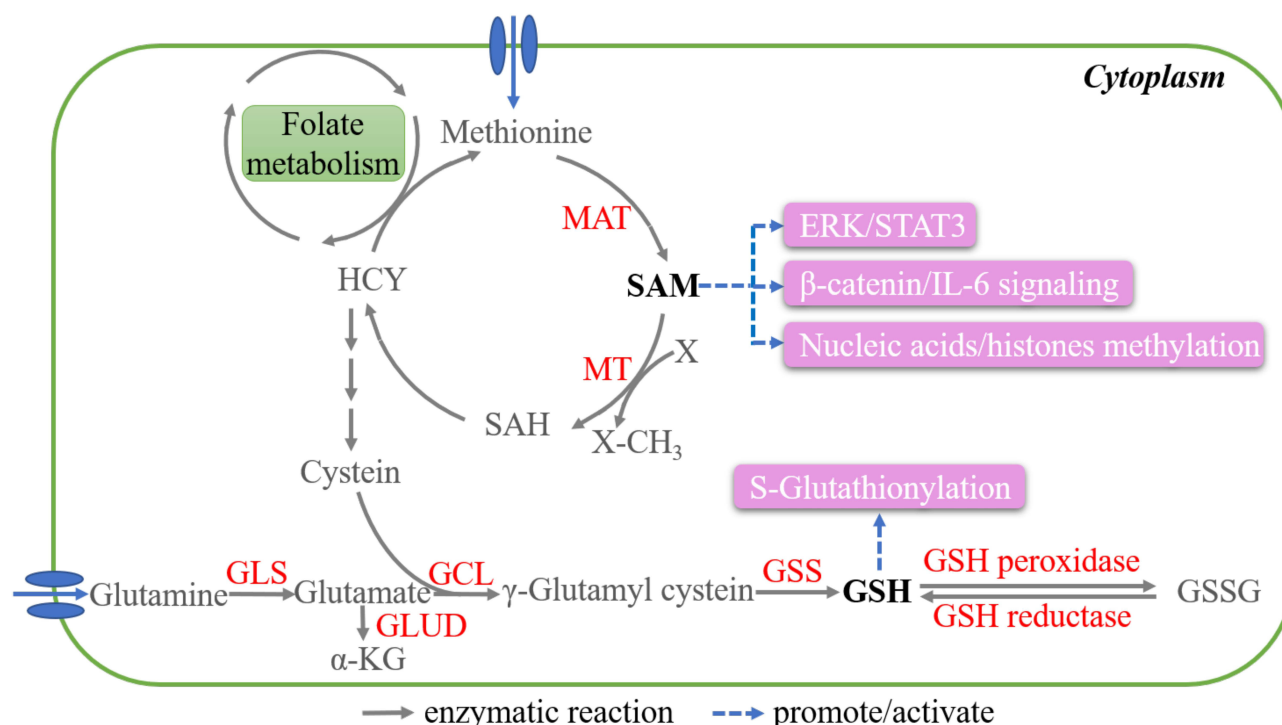 Cytoplasm
Folate
metabolism
Methionine
MAT
ERK/STAT3
HCY
SAM
β-catenin/IL-6 signaling
Nucleic acids/histones methylation
MT
X
SAH
X-CH₃
Cystein
S-Glutathionylation
Glutamine
GLS
Glutamate
GCL
γ-Glutamyl cystein
GSS
GSH
GSH peroxidase
GSH reductase
GSSG
GLUD
α-KG
enzymatic reaction
promote/activate